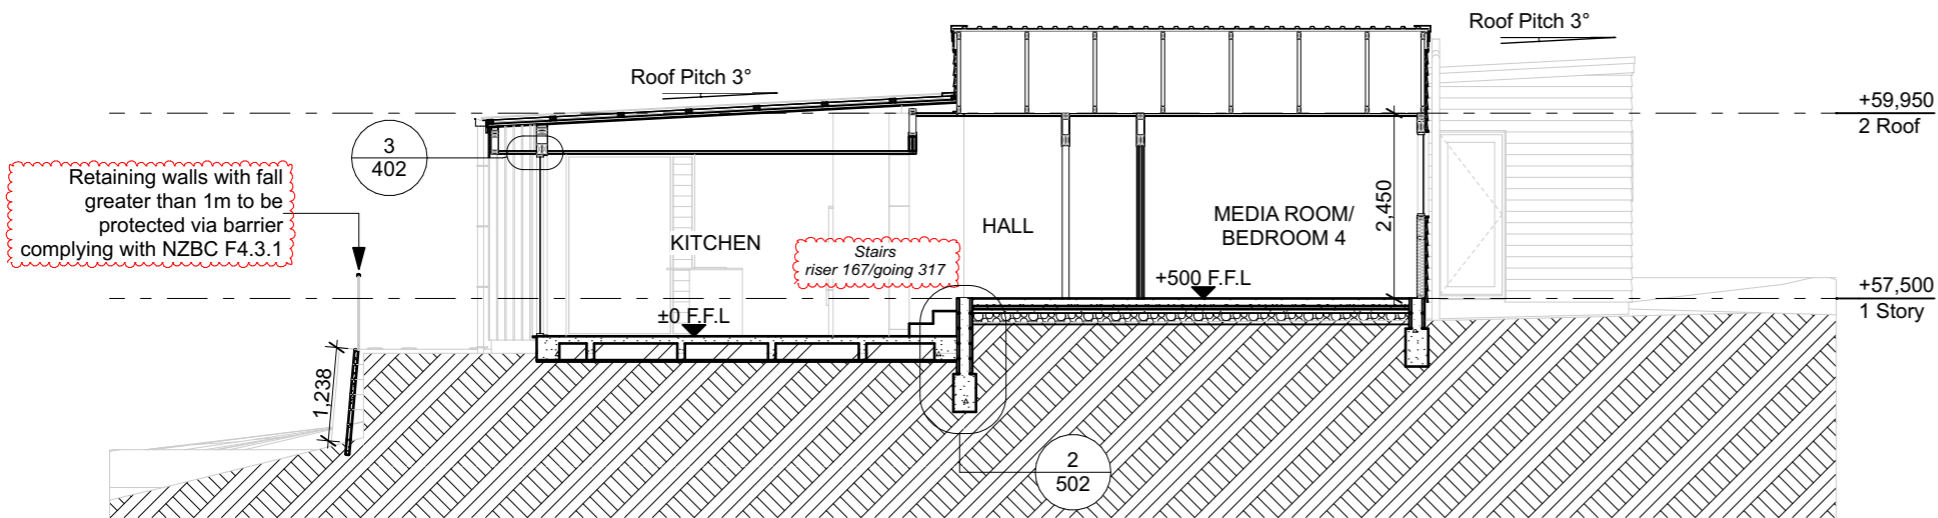 Roof Pitch 3°
Roof Pitch 3°
+59,950
2 Roof
3
402
Retaining walls with fall
greater than 1m to be
protected via barrier
complying with NZBC F4.3.1
KITCHEN
Stairs
riser 167/going 317
HALL
MEDIA ROOM/
BEDROOM 4
2,450
+500 F.F.L
+57,500
1 Story
±0 F.F.L
1,238
2
502